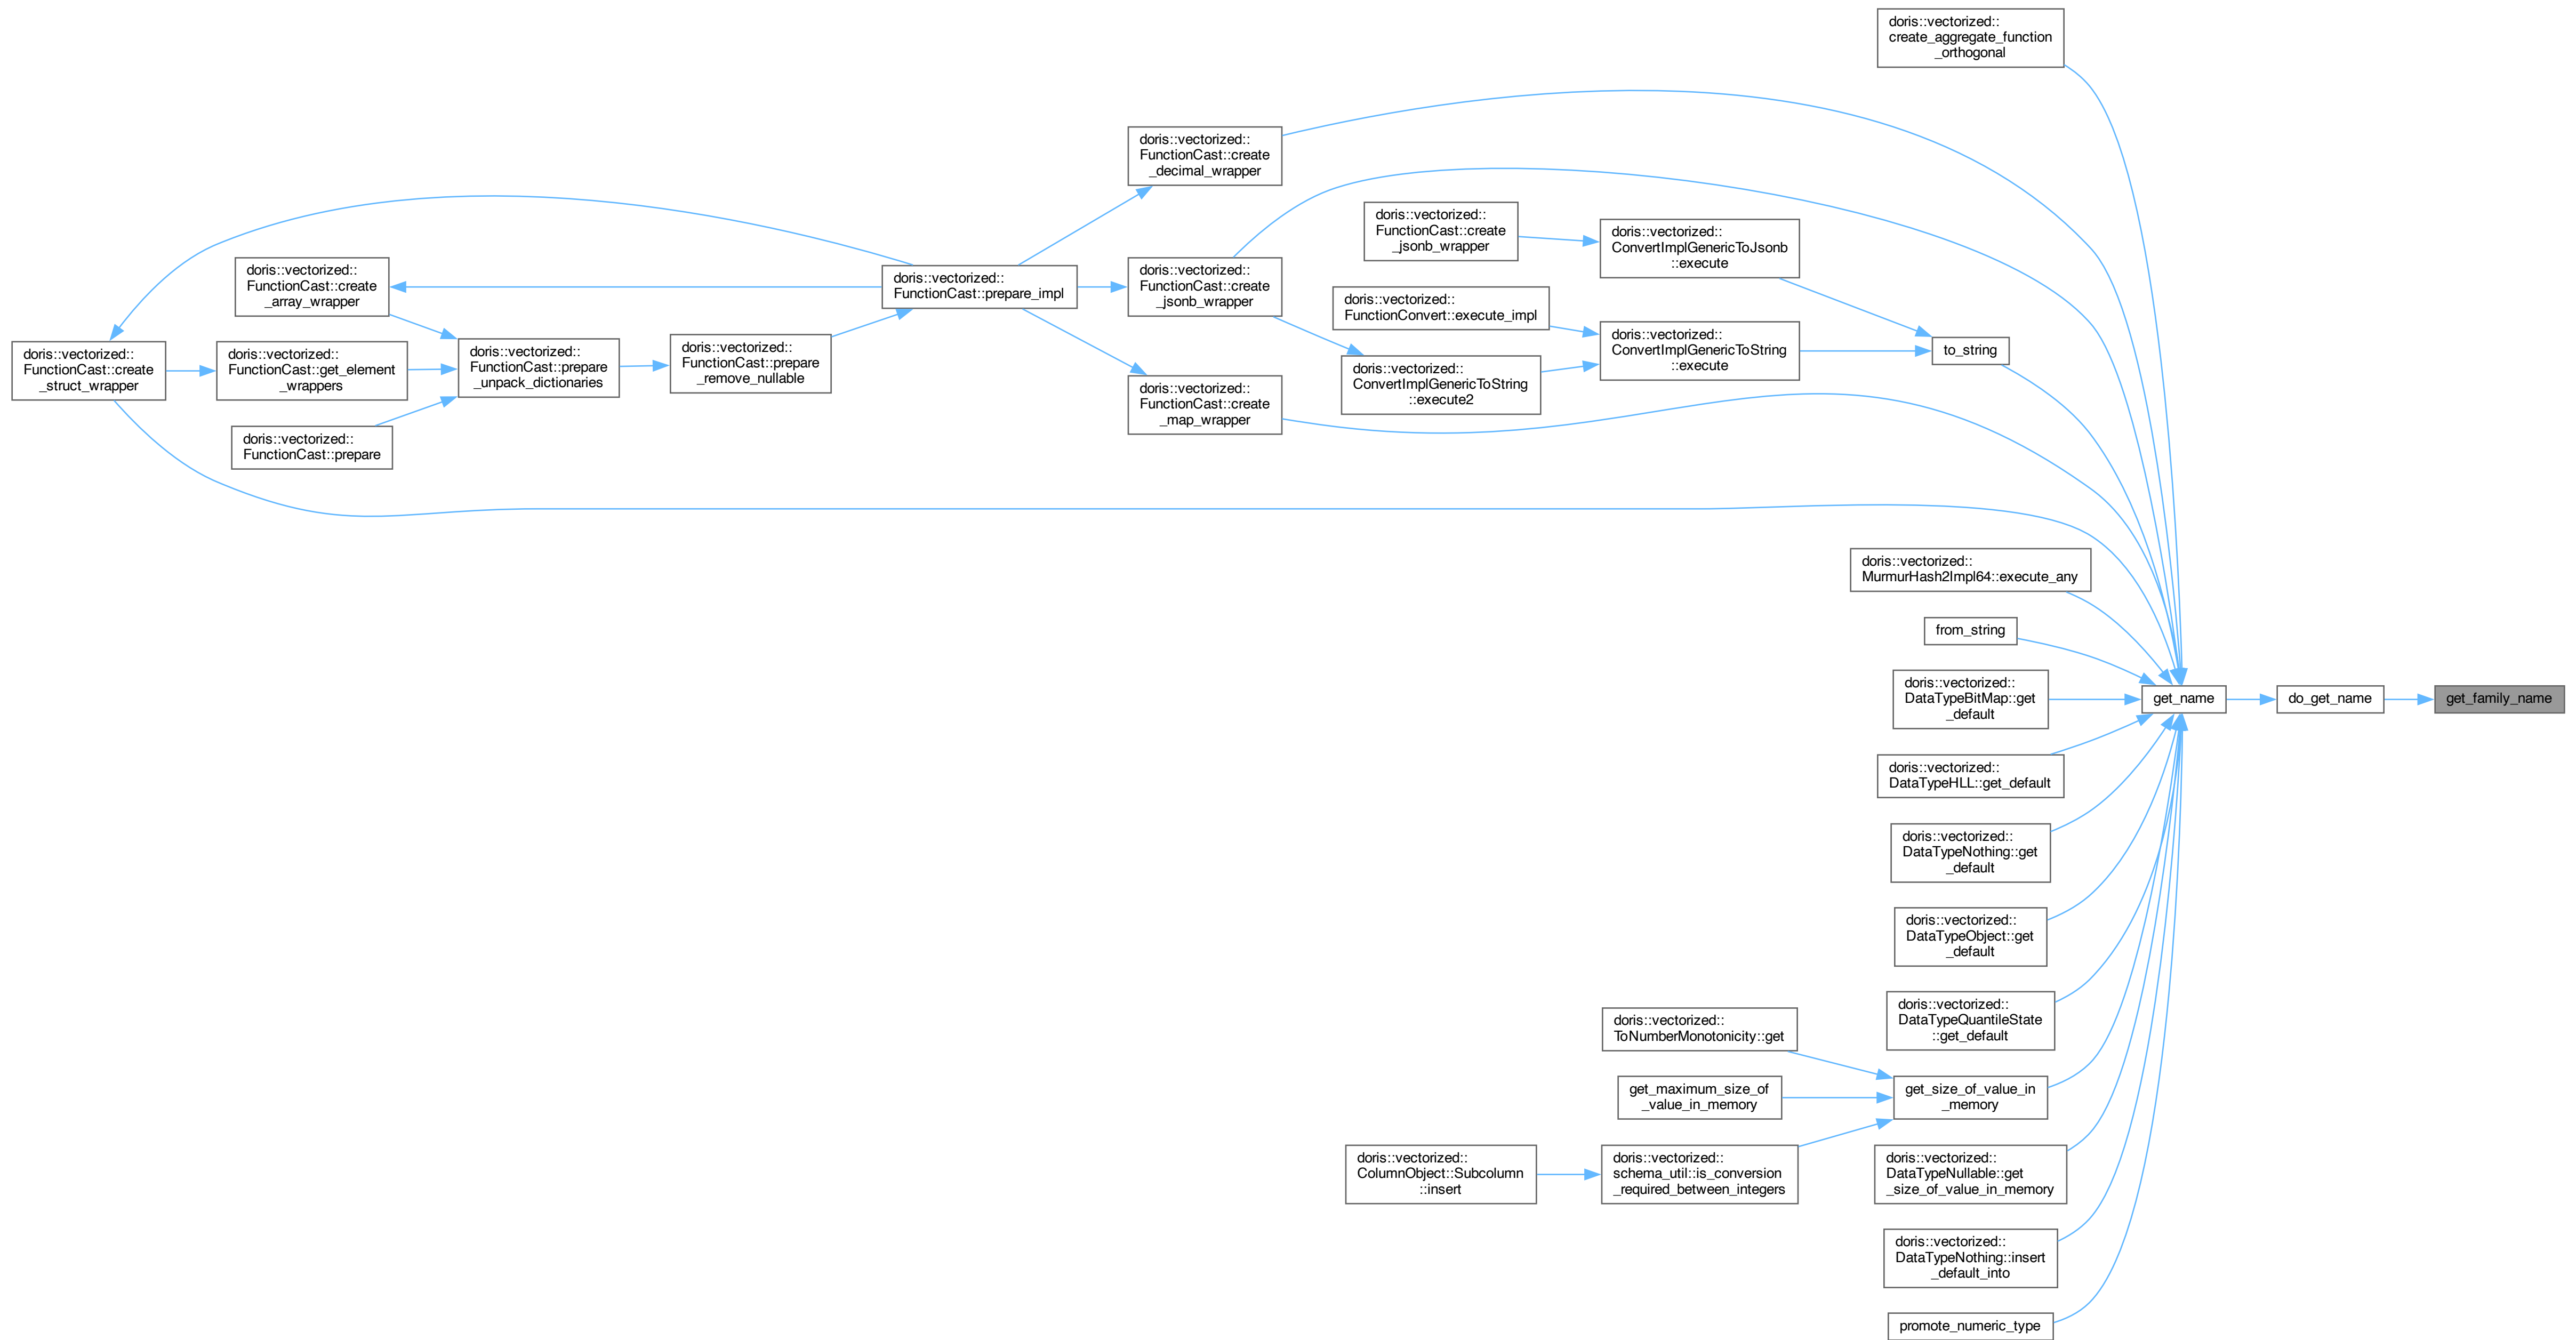 doris::vectorized::
create_aggregate_function
_orthogonal
doris::vectorized::
FunctionCast::create
_decimal_wrapper
doris::vectorized::
FunctionCast::create
_jsonb_wrapper
doris::vectorized::
ConvertImplGenericToJsonb
::execute
doris::vectorized::
FunctionCast::create
_array_wrapper
doris::vectorized::
FunctionCast::prepare_impl
doris::vectorized::
FunctionCast::create
_jsonb_wrapper
doris::vectorized::
FunctionConvert::execute_impl
doris::vectorized::
ConvertImplGenericToString
::execute
to_string
doris::vectorized::
FunctionCast::create
_struct_wrapper
doris::vectorized::
FunctionCast::get_element
_wrappers
doris::vectorized::
FunctionCast::prepare
_unpack_dictionaries
doris::vectorized::
FunctionCast::prepare
_remove_nullable
doris::vectorized::
ConvertImplGenericToString
::execute2
doris::vectorized::
FunctionCast::create
_map_wrapper
doris::vectorized::
FunctionCast::prepare
doris::vectorized::
MurmurHash2Impl64::execute_any
from_string
doris::vectorized::
DataTypeBitMap::get
_default
get_name
do_get_name
get_family_name
doris::vectorized::
DataTypeHLL::get_default
doris::vectorized::
DataTypeNothing::get
_default
doris::vectorized::
DataTypeObject::get
_default
doris::vectorized::
DataTypeQuantileState
::get_default
doris::vectorized::
ToNumberMonotonicity::get
get_maximum_size_of
_value_in_memory
get_size_of_value_in
_memory
doris::vectorized::
ColumnObject::Subcolumn
::insert
doris::vectorized::
schema_util::is_conversion
_required_between_integers
doris::vectorized::
DataTypeNullable::get
_size_of_value_in_memory
doris::vectorized::
DataTypeNothing::insert
_default_into
promote_numeric_type